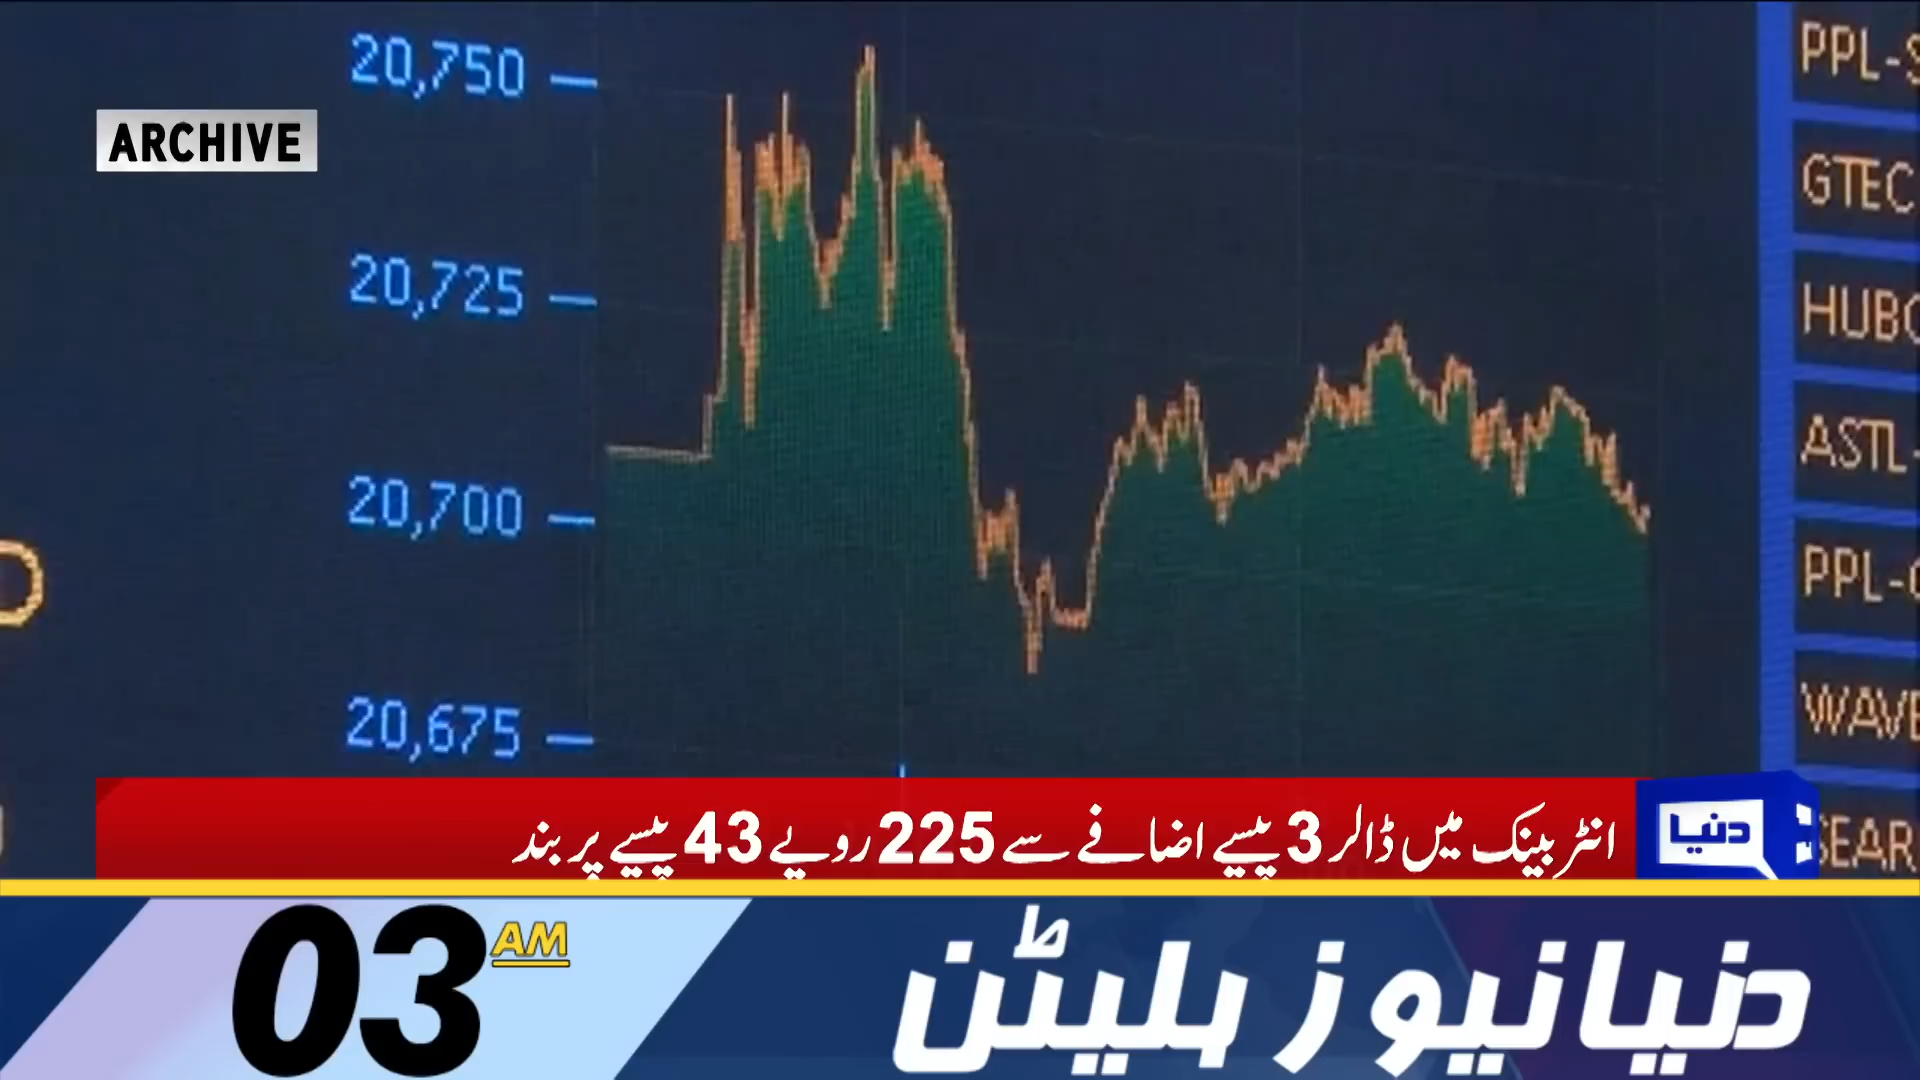 20,750
ARCHIVE
20,725
20,700
20,675
PPL-
GTEC
HUBC
ASTL-
PPL-
WAVE
SEAR
انٹربینک میں ڈالر 3 پیسے اضافے سے 225 روپے 43 پیسے پر بند
دنیا
03 AM
دنیا نیوز بلیٹن